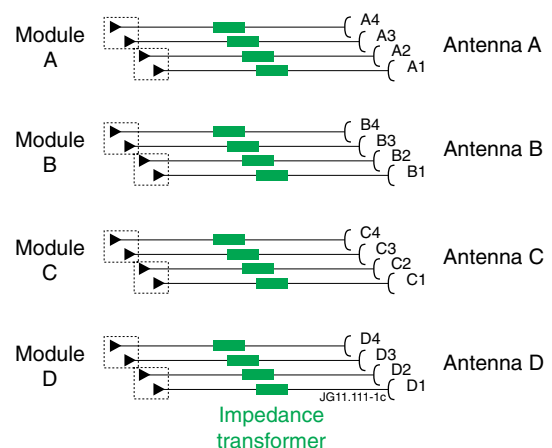 A4
A3
A2
A1
Module
A
Antenna A
B4
B3
B2
B1
Module
B
Antenna B
C4
C3
C2
C1
Module
C
Antenna C
D4
D3
D2
D1
Module
D
Antenna D
JG11.111-1c
Impedance
transformer